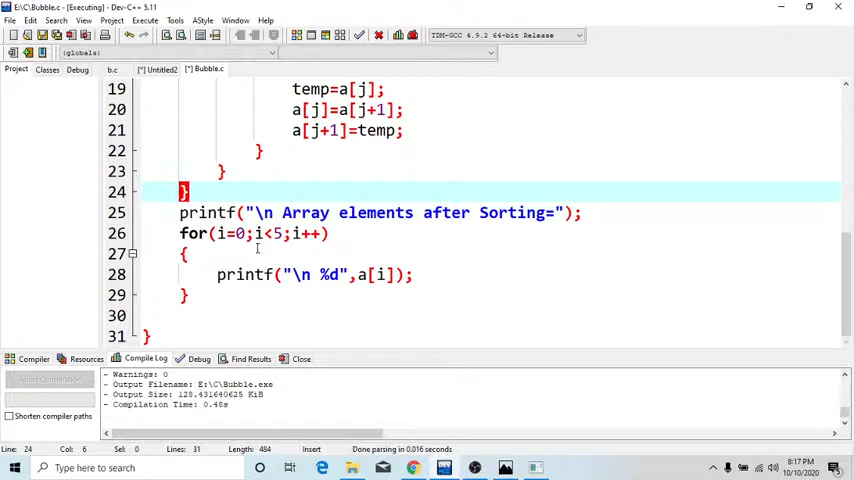 E:\C\Bubble.c - [Executing] - Dev-C++ 5.11
File Edit Search View Project Execute Tools AStyle Window Help
TDM-GCC 4.9.2 64-bit Release
(globals)
Project Classes Debug b.c [*] Untitled2 [*] Bubble.c
19 temp=a[j];
20 a[j]=a[j+1];
21 a[j+1]=temp;
22 }
23 }
24 }
25 printf("\n Array elements after Sorting=");
26 for(i=0;i<5;i++)
27 {
28 printf("\n %d",a[i]);
29 }
30
31 }
Compiler Resources Compile Log Debug Find Results Close
Abort Compilation
Shorten compiler paths
- Warnings: 0
- Output Filename: E:\C\Bubble.exe
- Output Size: 128.431640625 KiB
- Compilation Time: 0.48s
Line: 24 Col: 6 Sel: 0 Lines: 31 Length: 484 Insert Done parsing in 0.016 seconds
Type here to search
8:17 PM
10/10/2020